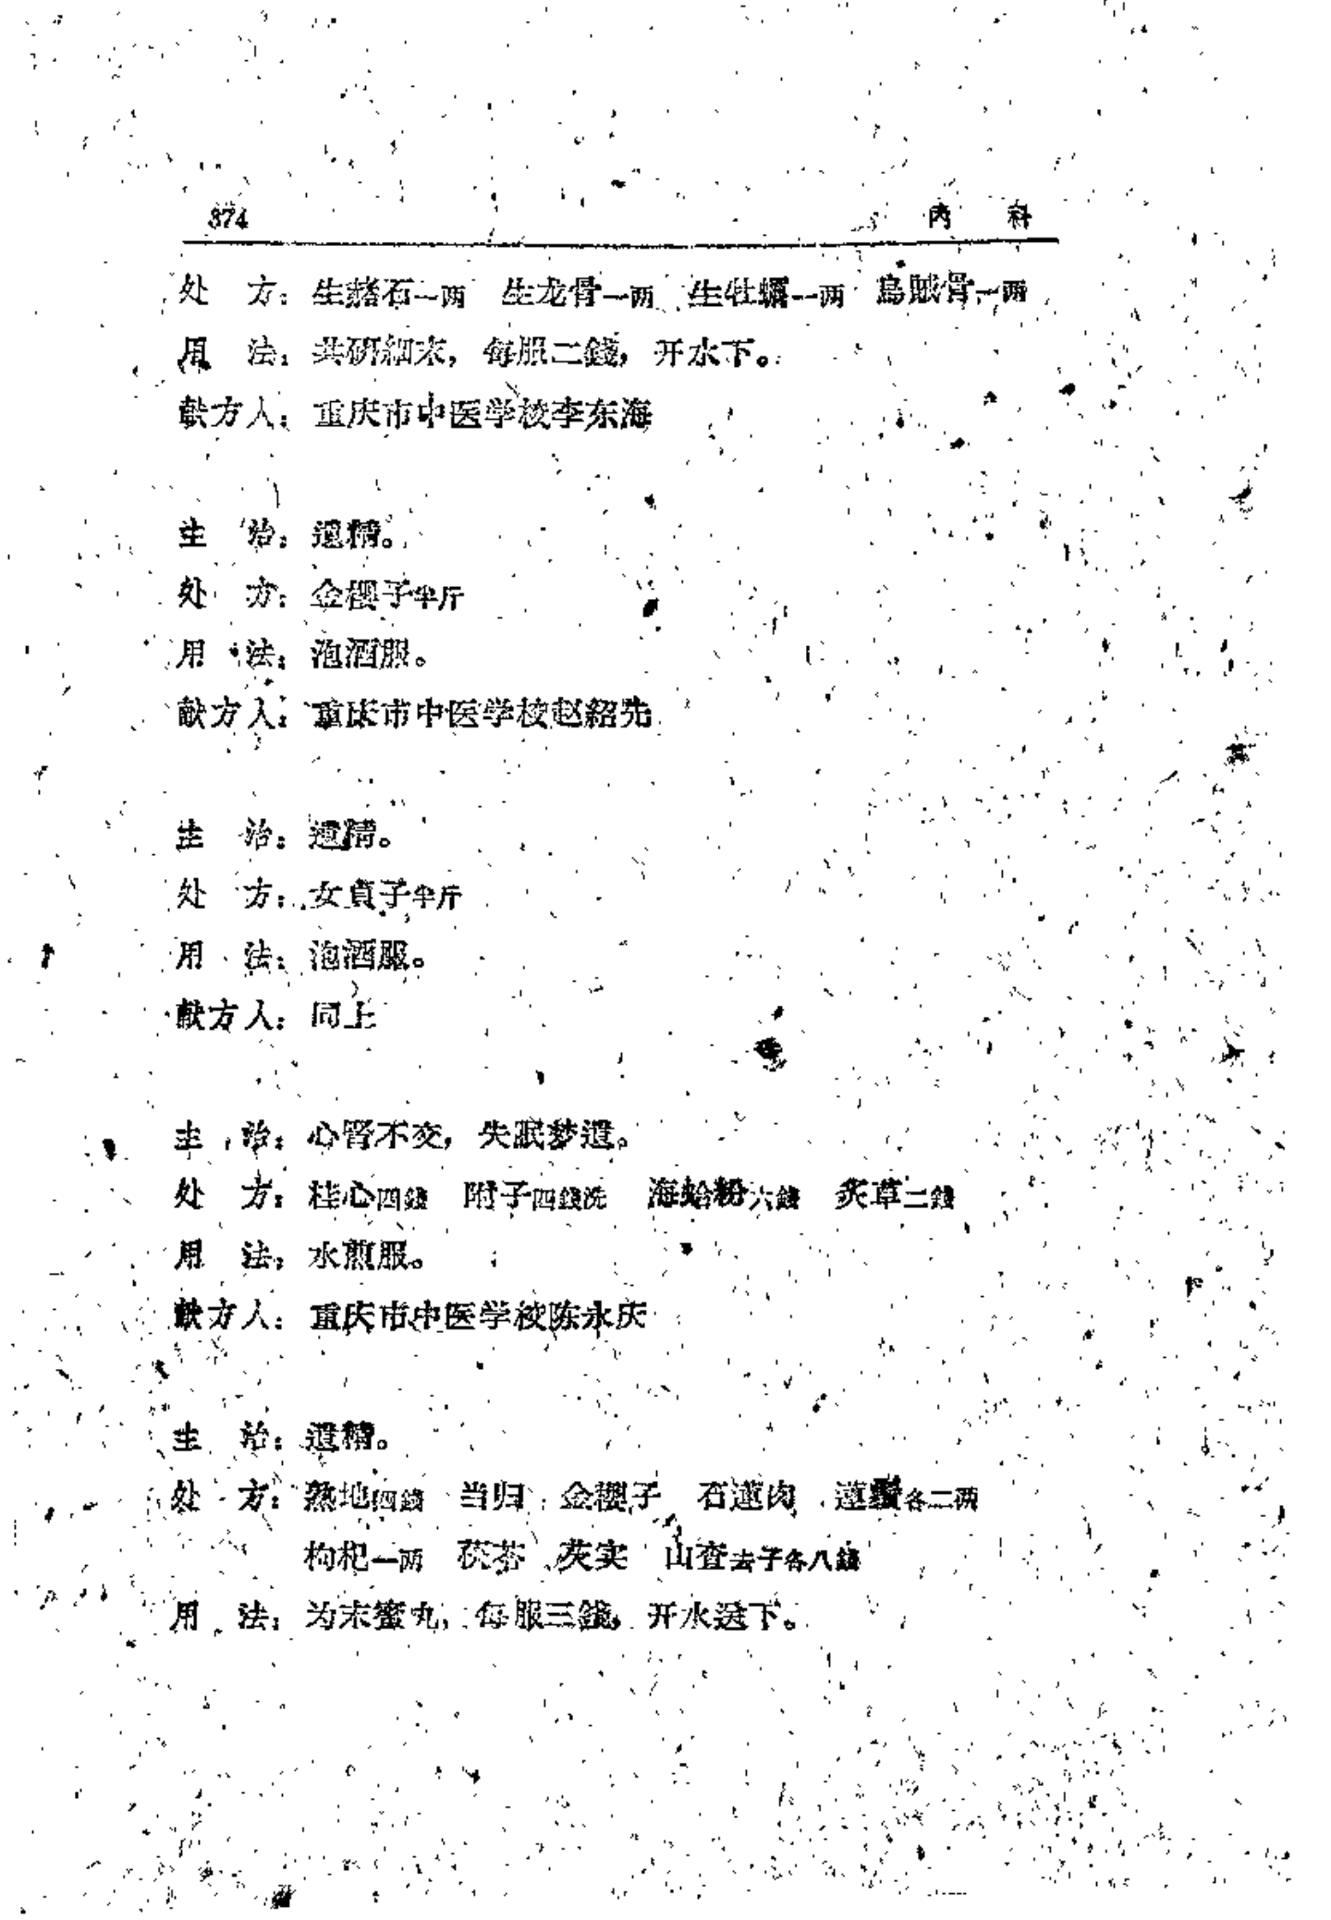 374 內科
处方：生赭石一两 生龙骨一两 生牡蠣一两 烏賊骨一两
用法：共研細末，每服二錢，开水下。
献方人：重庆市中医学校李东海
主治：遺精。
处方：金櫻子半斤
用法：泡酒服。
献方人：重庆市中医学校赵紹先
主治：遺精。
处方：女貞子半斤
用法：泡酒服。
献方人：同上
主治：心腎不交，失眠梦遺。
处方：桂心四錢 附子四錢洗 海蛤粉六錢 炙草二錢
用法：水煎服。
献方人：重庆市中医学校陈永庆
主治：遺精。
处方：熟地四錢 当归 金櫻子 石蓮肉 蓮鬚各二两
枸杞一两 茯苓 芡实 山査去子各八錢
用法：为末蜜丸，每服三錢，开水送下。